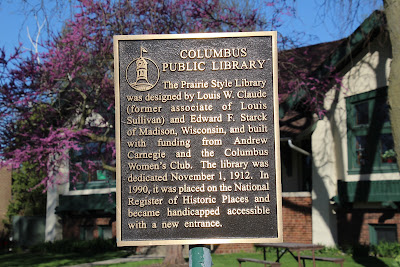 COLUMBUS
PUBLIC LIBRARY
The Prairie Style Library
was designed by Louis W. Claude
(former associate of Louis
Sullivan) and Edward F. Starck
of Madison, Wisconsin, and built
with funding from Andrew
Carnegie and the Columbus
Women's Club. The library was
dedicated November 1, 1912. In
1990, it was placed on the National
Register of Historic Places and
became handicapped accessible
with a new entrance.